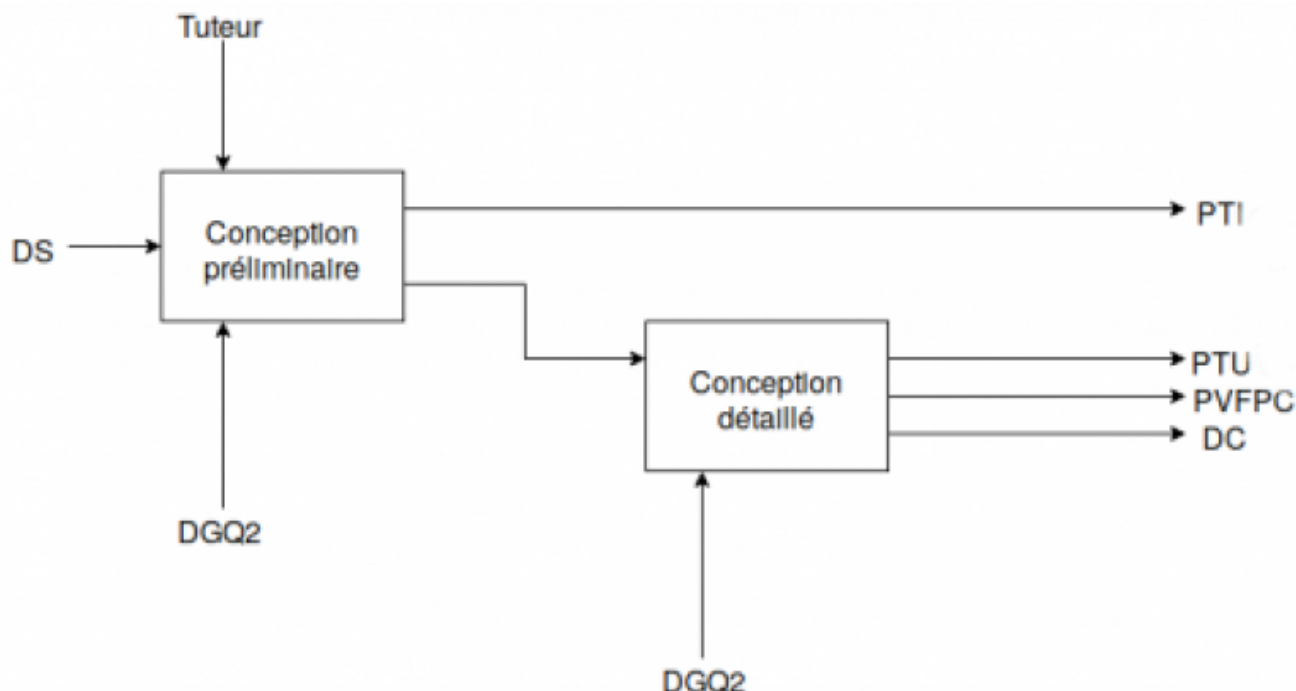 Tuteur
DS
Conception
préliminaire
PTI
DGQ2
Conception
détaillé
PTU
PVFPC
DC
DGQ2